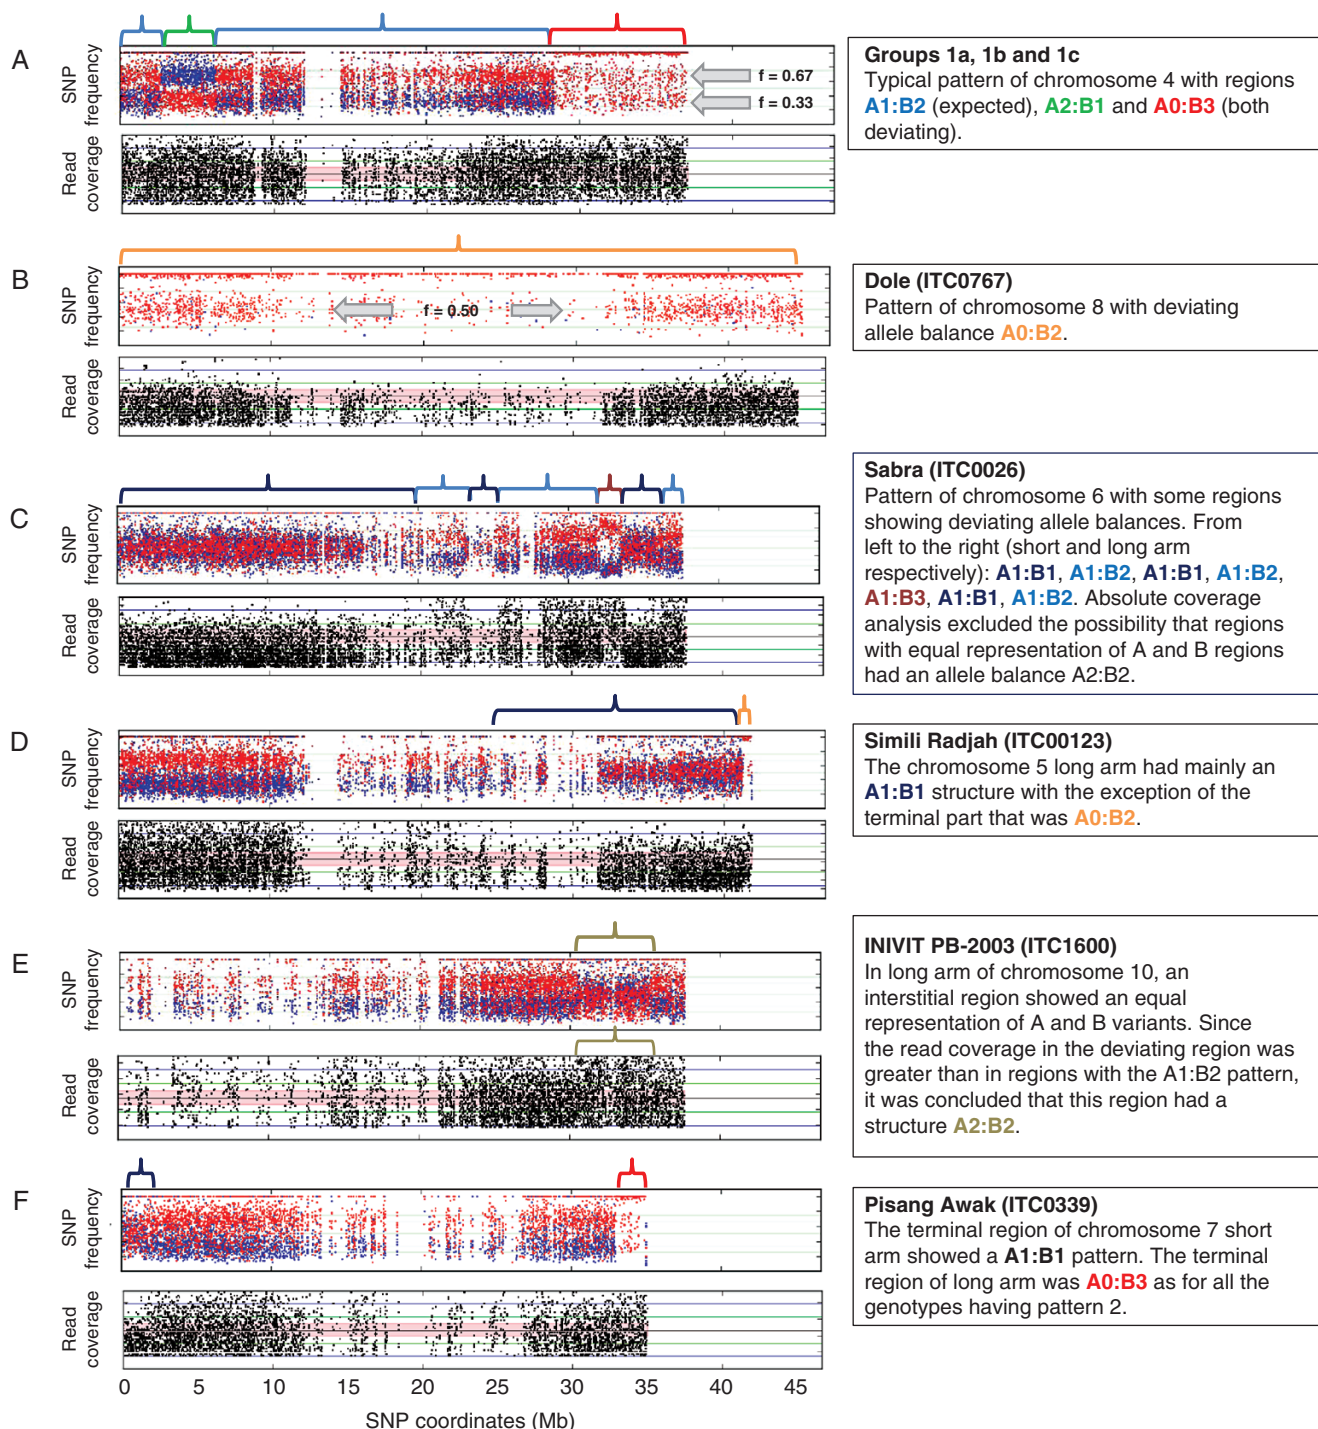 A
SNP
frequency
f = 0.67
f = 0.33
Read
coverage
Groups 1a, 1b and 1c
Typical pattern of chromosome 4 with regions
A1:B2 (expected), A2:B1 and A0:B3 (both
deviating).
B
SNP
frequency
f = 0.50
Read
coverage
Dole (ITC0767)
Pattern of chromosome 8 with deviating
allele balance A0:B2.
C
SNP
frequency
Read
coverage
Sabra (ITC0026)
Pattern of chromosome 6 with some regions
showing deviating allele balances. From
left to the right (short and long arm
respectively): A1:B1, A1:B2, A1:B1, A1:B2,
A1:B3, A1:B1, A1:B2. Absolute coverage
analysis excluded the possibility that regions
with equal representation of A and B regions
had an allele balance A2:B2.
D
SNP
frequency
Read
coverage
Simili Radjah (ITC00123)
The chromosome 5 long arm had mainly an
A1:B1 structure with the exception of the
terminal part that was A0:B2.
E
SNP
frequency
Read
coverage
INIVIT PB-2003 (ITC1600)
In long arm of chromosome 10, an
interstitial region showed an equal
representation of A and B variants. Since
the read coverage in the deviating region was
greater than in regions with the A1:B2 pattern,
it was concluded that this region had a
structure A2:B2.
F
SNP
frequency
Read
coverage
Pisang Awak (ITC0339)
The terminal region of chromosome 7 short
arm showed a A1:B1 pattern. The terminal
region of long arm was A0:B3 as for all the
genotypes having pattern 2.
0 5 10 15 20 25 30 35 40 45
SNP coordinates (Mb)